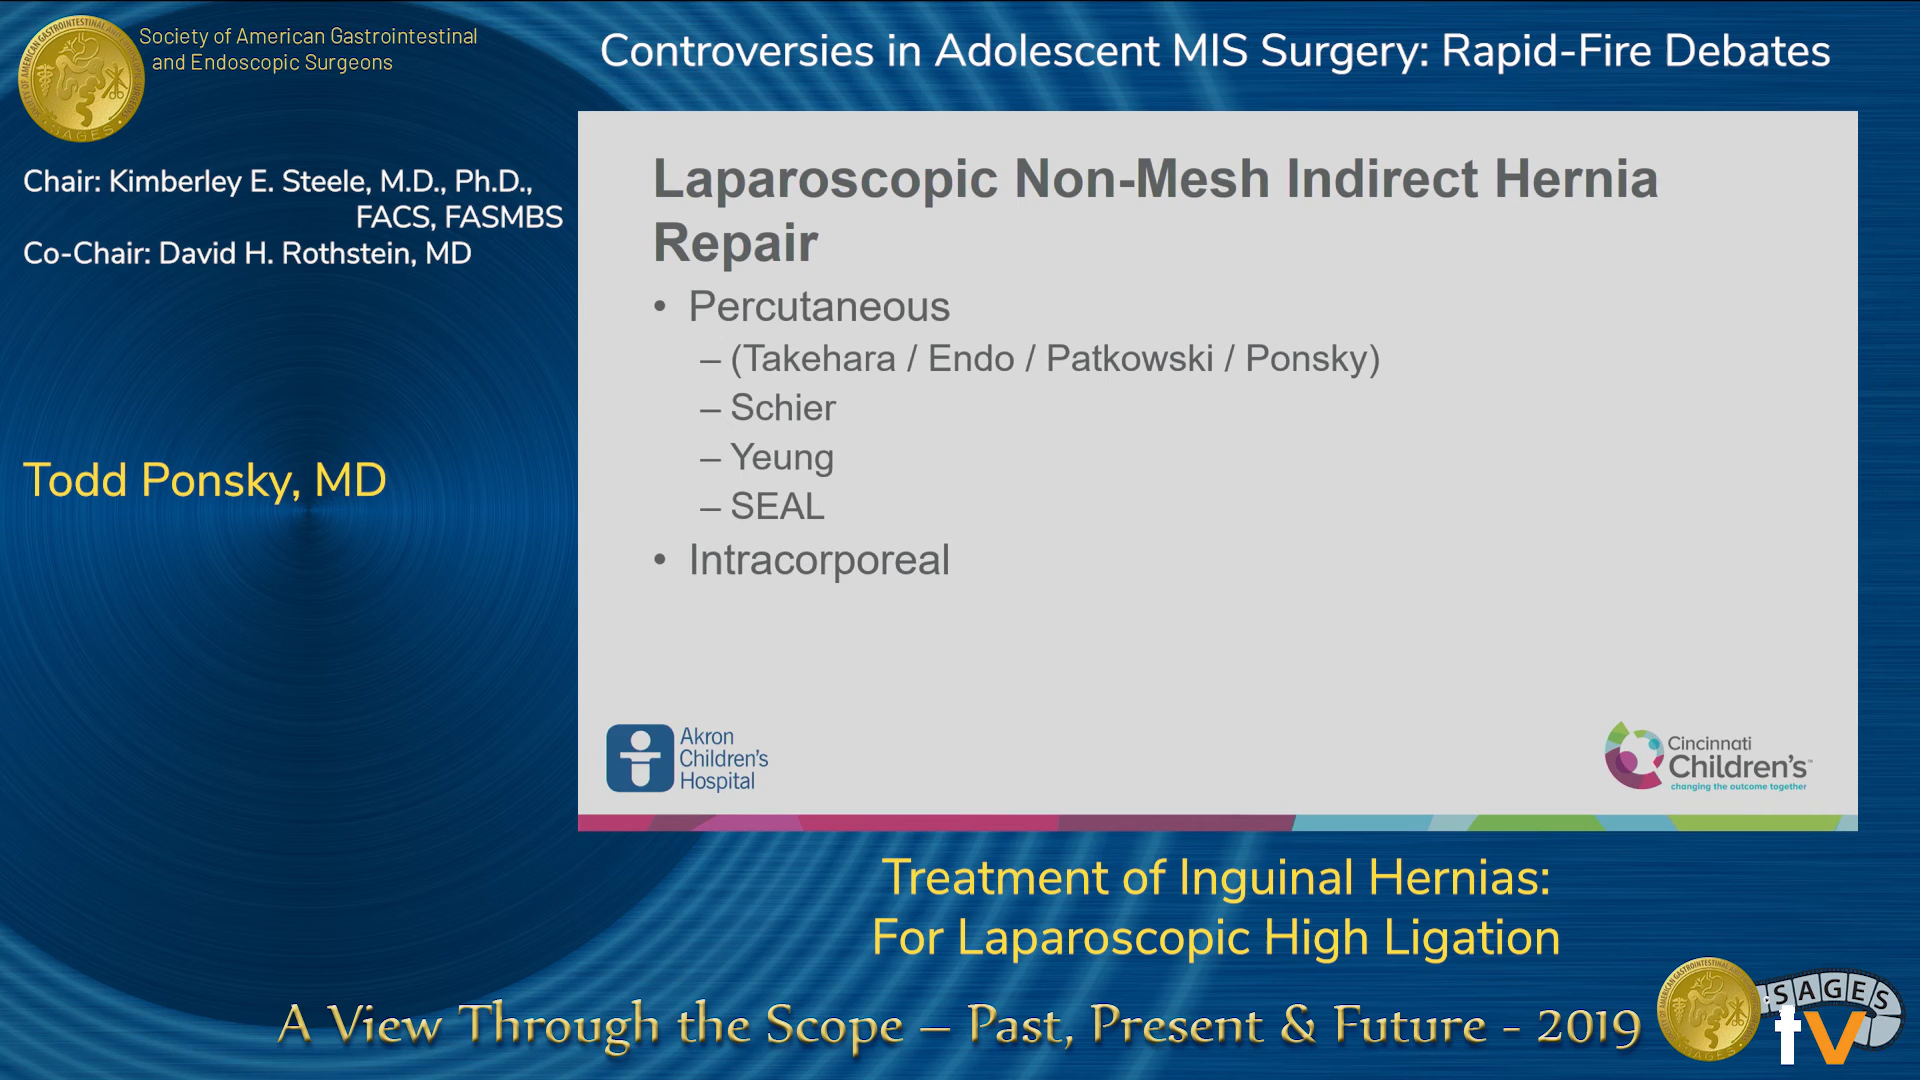 Society of American Gastrointestinal
and Endoscopic Surgeons
Controversies in Adolescent MIS Surgery: Rapid-Fire Debates
Chair: Kimberley E. Steele, M.D., Ph.D.,
FACS, FASMBS
Co-Chair: David H. Rothstein, MD
Todd Ponsky, MD
Laparoscopic Non-Mesh Indirect Hernia
Repair
• Percutaneous
– (Takehara / Endo / Patkowski / Ponsky)
– Schier
– Yeung
– SEAL
• Intracorporeal
Akron
Children's
Hospital
Cincinnati
Children's™
changing the outcome together
Treatment of Inguinal Hernias:
For Laparoscopic High Ligation
A View Through the Scope – Past, Present & Future - 2019
SAGES
tv